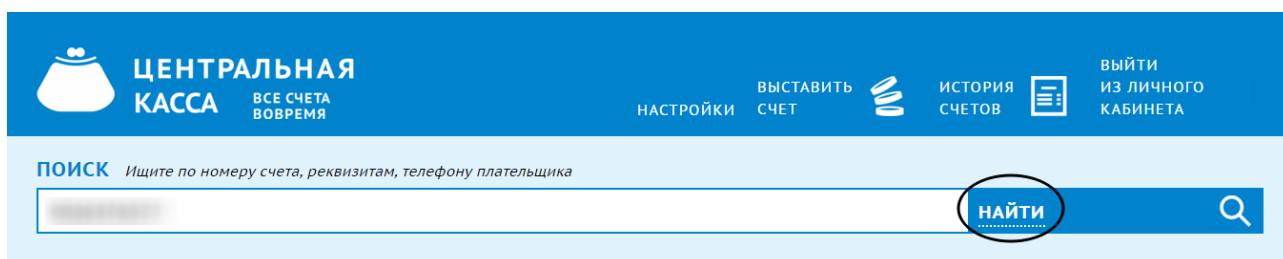 ЦЕНТРАЛЬНАЯ
КАССА
ВСЕ СЧЕТА
ВОВРЕМЯ
НАСТРОЙКИ
ВЫСТАВИТЬ
СЧЕТ
ИСТОРИЯ
СЧЕТОВ
ВЫЙТИ
ИЗ ЛИЧНОГО
КАБИНЕТА
ПОИСК Ищите по номеру счета, реквизитам, телефону плательщика
НАЙТИ